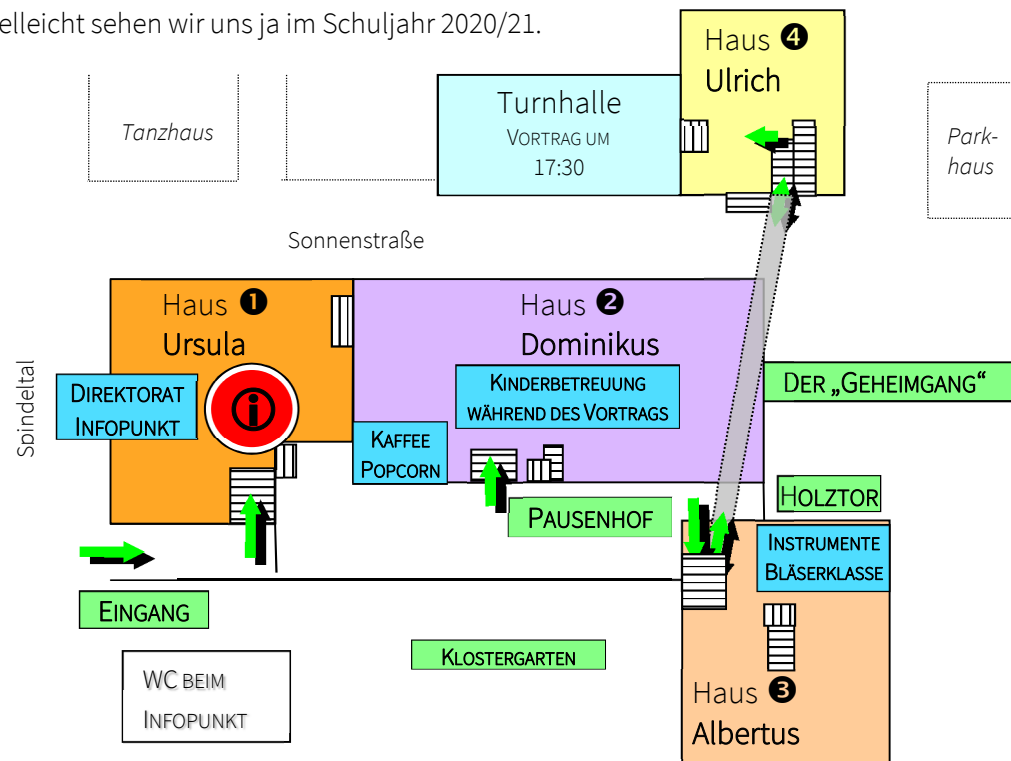 elleicht sehen wir uns ja im Schuljahr 2020/21.
Haus ❹
Ulrich
Turnhalle
VORTRAG UM
17:30
Tanzhaus
Park-
haus
Sonnenstraße
Haus ❶
Ursula
Haus ❷
Dominikus
Spindeltal
DIREKTORAT
INFOPUNKT
i
KINDERBETREUUNG
WÄHREND DES VORTRAGS
DER „GEHEIMGANG“
KAFFEE
POPCORN
HOLZTOR
PAUSENHOF
INSTRUMENTE
BLÄSERKLASSE
EINGANG
KLOSTERGARTEN
WC BEIM
INFOPUNKT
Haus ❸
Albertus